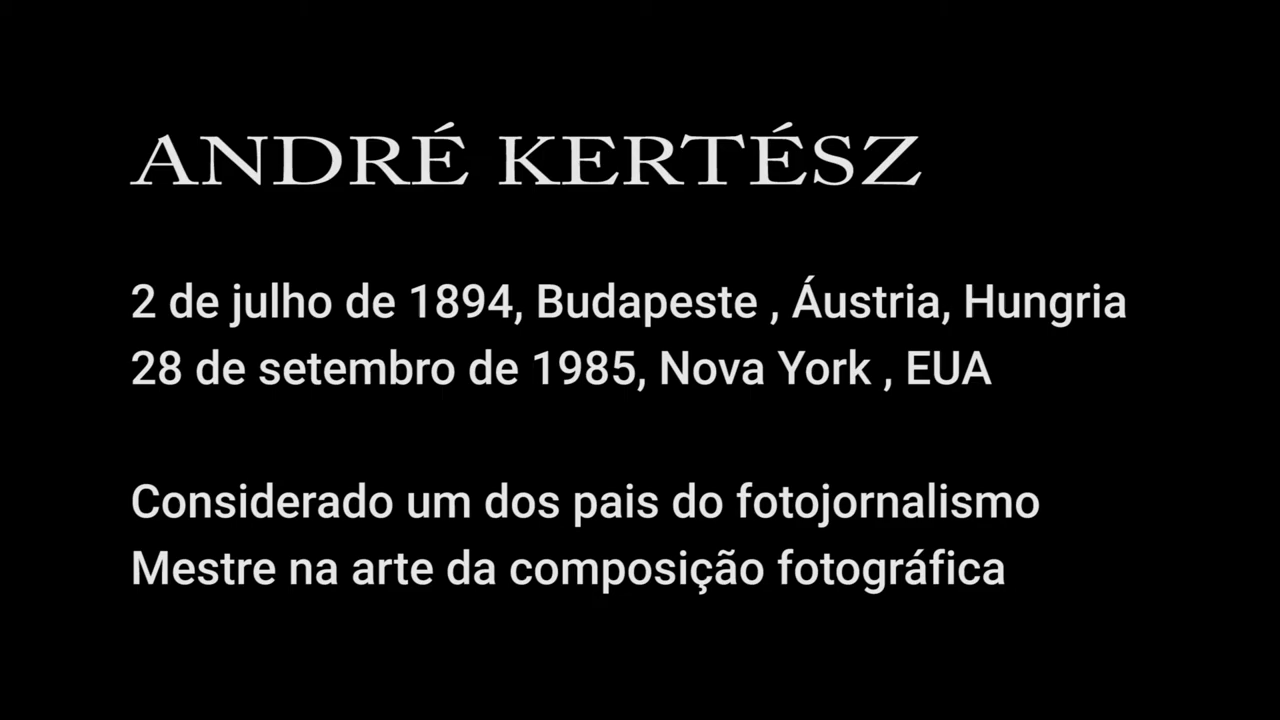 ANDRÉ KERTÉSZ
2 de julho de 1894, Budapeste , Áustria, Hungria
28 de setembro de 1985, Nova York , EUA
Considerado um dos pais do fotojornalismo
Mestre na arte da composição fotográfica